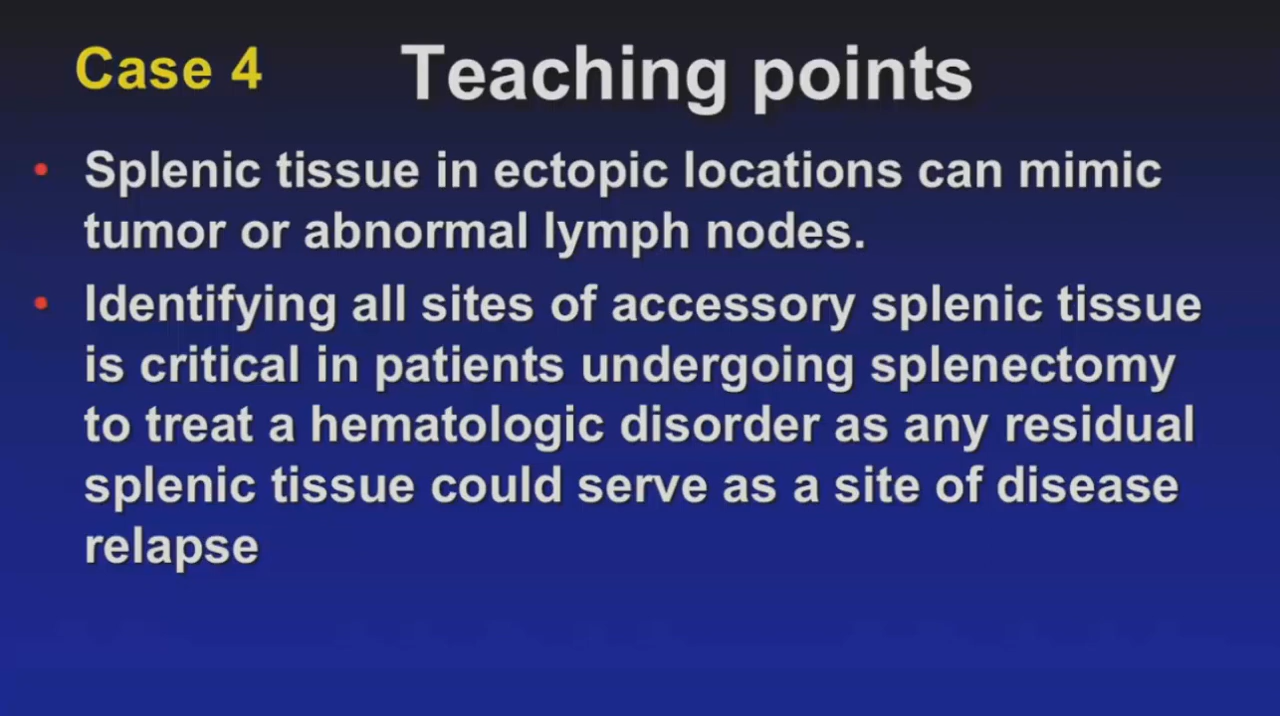 Case 4
Teaching points
• Splenic tissue in ectopic locations can mimic
tumor or abnormal lymph nodes.
• Identifying all sites of accessory splenic tissue
is critical in patients undergoing splenectomy
to treat a hematologic disorder as any residual
splenic tissue could serve as a site of disease
relapse